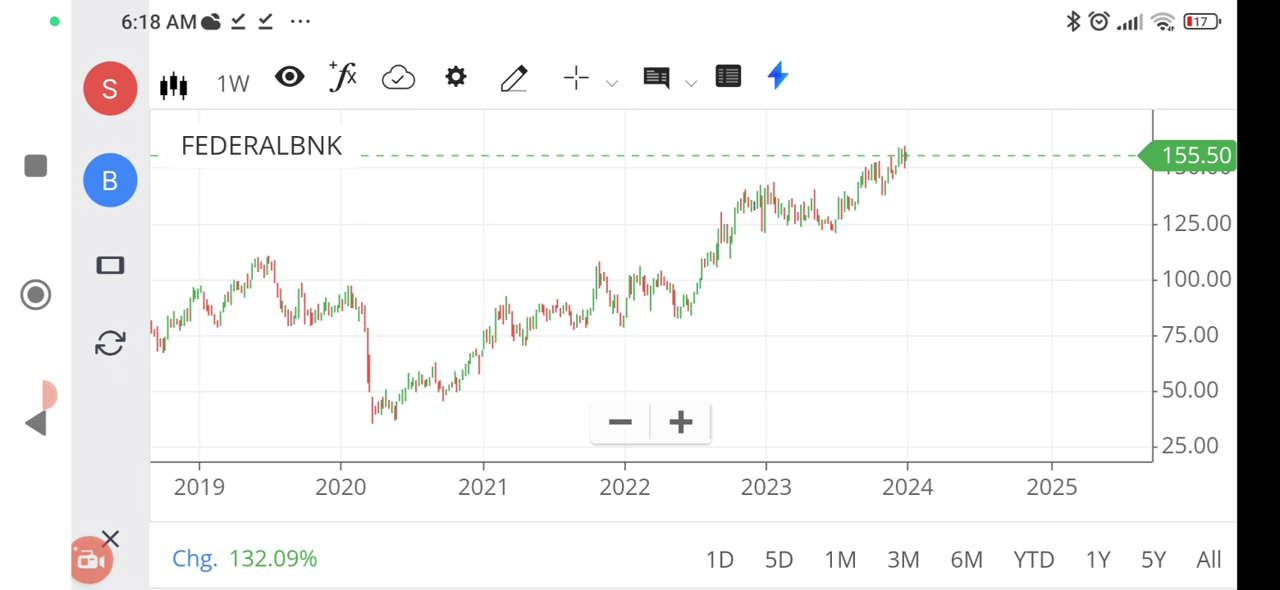 6:18 AM ...
17
S
1W
+fx
FEDERALBNK
155.50
B
125.00
100.00
75.00
50.00
25.00
2019 2020 2021 2022 2023 2024 2025
Chg. 132.09% 1D 5D 1M 3M 6M YTD 1Y 5Y All